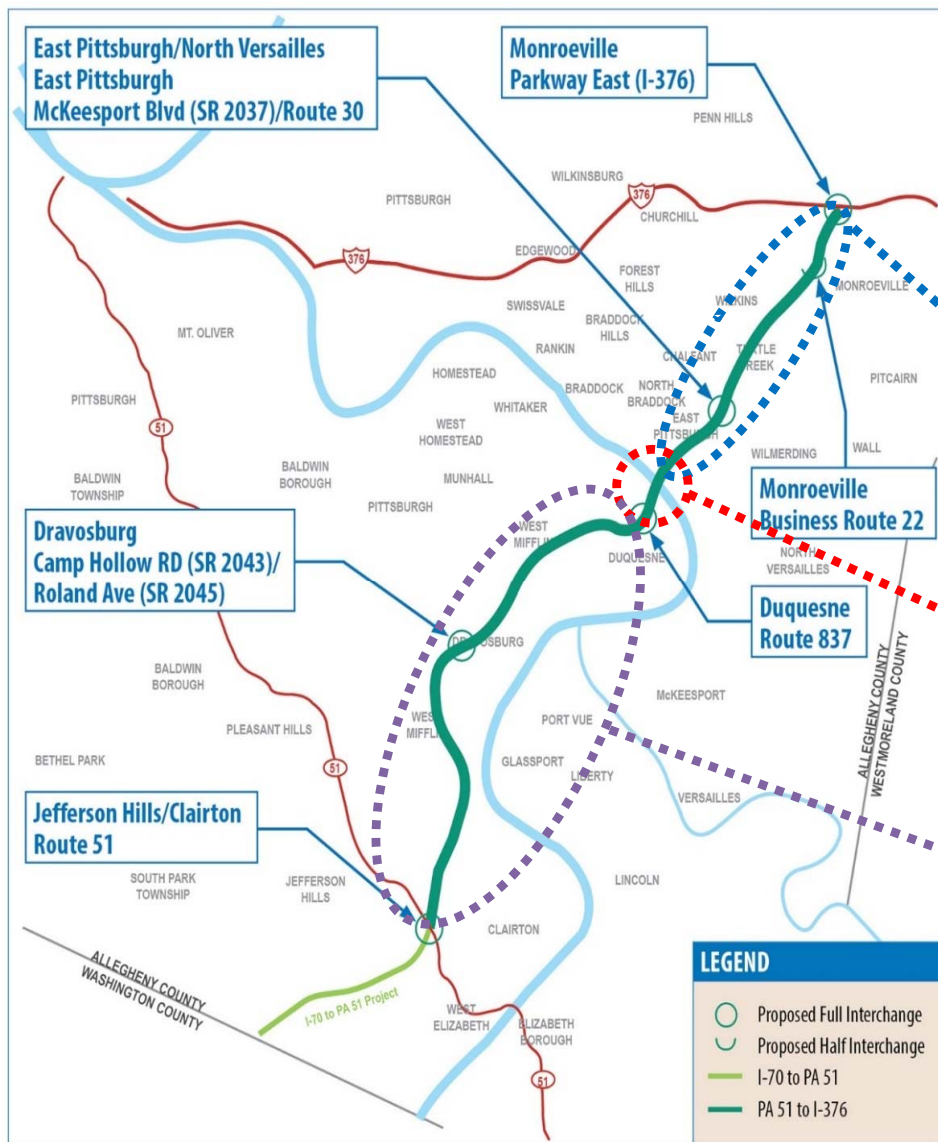 East Pittsburgh/North Versailles
East Pittsburgh
McKeesport Blvd (SR 2037)/Route 30
Monroeville
Parkway East (I-376)
PENN HILLS
WILKINSBURG
376
PITTSBURGH
CHURCHILL
EDGEWOOD
376
FOREST
HILLS
MONROEVILLE
WILKINS
SWISSVALE
BRADDOCK
HILLS
MT. OLIVER
RANKIN
CHALFANT
TURTLE
CREEK
HOMESTEAD
PITCAIRN
BRADDOCK
NORTH
BRADDOCK
PITTSBURGH
WHITAKER
EAST
PITTSBURGH
51
WEST
HOMESTEAD
WALL
WILMERDING
BALDWIN
TOWNSHIP
BALDWIN
BOROUGH
MUNHALL
PITTSBURGH
Monroeville
Business Route 22
Dravosburg
Camp Hollow RD (SR 2043)/
Roland Ave (SR 2045)
WEST
MIFFLIN
DUQUESNE
NORTH
VERSAILLES
Duquesne
Route 837
DRAVOSBURG
BALDWIN
BOROUGH
McKEESPORT
ALLEGHENY COUNTY
WESTMORELAND COUNTY
WEST
MIFFLIN
PORT VUE
PLEASANT HILLS
BETHEL PARK
GLASSPORT
LIBERTY
51
VERSAILLES
Jefferson Hills/Clairton
Route 51
SOUTH PARK
TOWNSHIP
JEFFERSON
HILLS
LINCOLN
CLAIRTON
ALLEGHENY COUNTY
WASHINGTON COUNTY
I-70 to PA 51 Project
WEST
ELIZABETH
ELIZABETH
BOROUGH
51
LEGEND
Proposed Full Interchange
Proposed Half Interchange
I-70 to PA 51
PA 51 to I-376